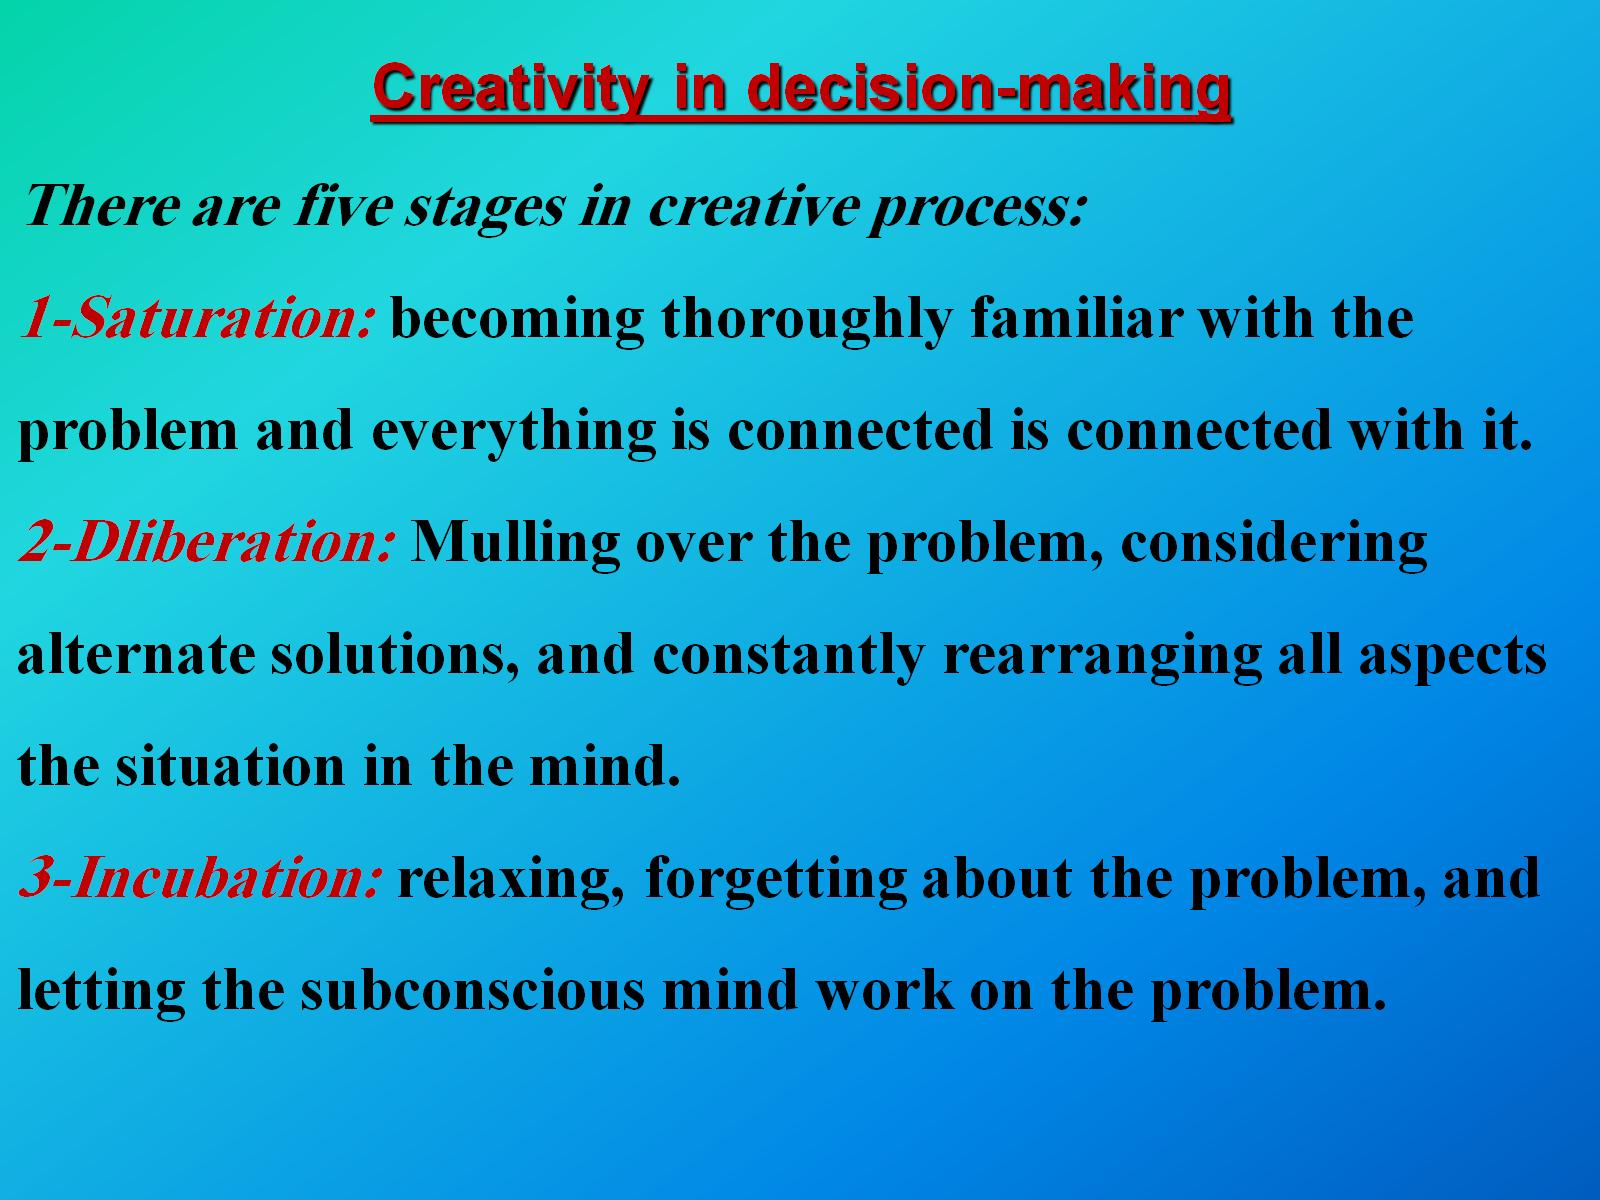 Creativity in decision-making
There are five stages in creative process:
1-Saturation: becoming thoroughly familiar with the
problem and everything is connected is connected with it.
2-Dliberation: Mulling over the problem, considering
alternate solutions, and constantly rearranging all aspects
the situation in the mind.
3-Incubation: relaxing, forgetting about the problem, and
letting the subconscious mind work on the problem.